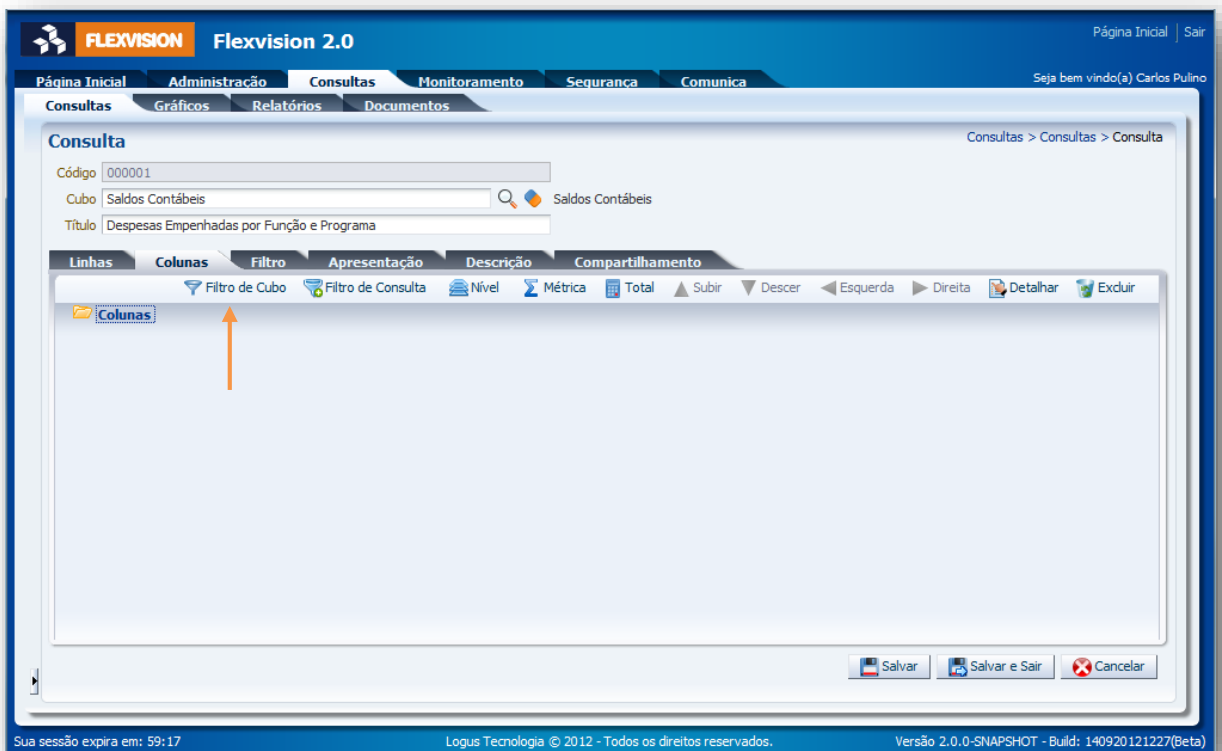 FLEXVISION Flexvision 2.0 Página Inicial | Sair
Página Inicial Administração Consultas Monitoramento Segurança Comunica Seja bem vindo(a) Carlos Pulino
Consultas Gráficos Relatórios Documentos
Consulta Consultas > Consultas > Consulta
Código 000001
Cubo Saldos Contábeis Saldos Contábeis
Título Despesas Empenhadas por Função e Programa
Linhas Colunas Filtro Apresentação Descrição Compartilhamento
Filtro de Cubo Filtro de Consulta Nível Métrica Total Subir Descer Esquerda Direita Detalhar Excluir
Colunas
Salvar Salvar e Sair Cancelar
Sua sessão expira em: 59:17 Logus Tecnologia © 2012 - Todos os direitos reservados. Versão 2.0.0-SNAPSHOT - Build: 140920121227(Beta)